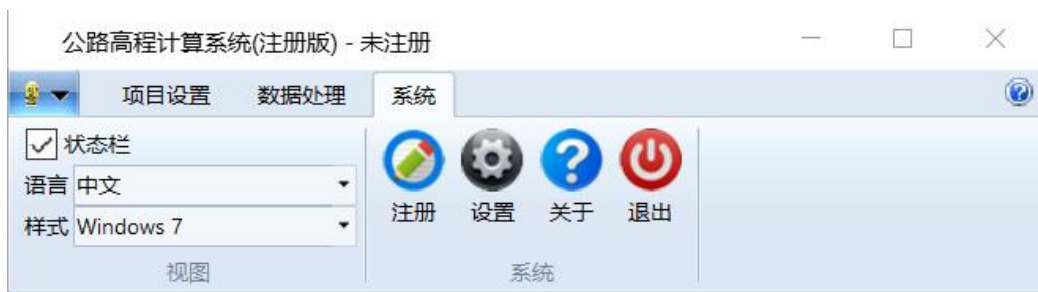 公路高程计算系统(注册版) - 未注册
项目设置 数据处理 系统
状态栏
语言 中文
样式 Windows 7
注册 设置 关于 退出
视图 系统